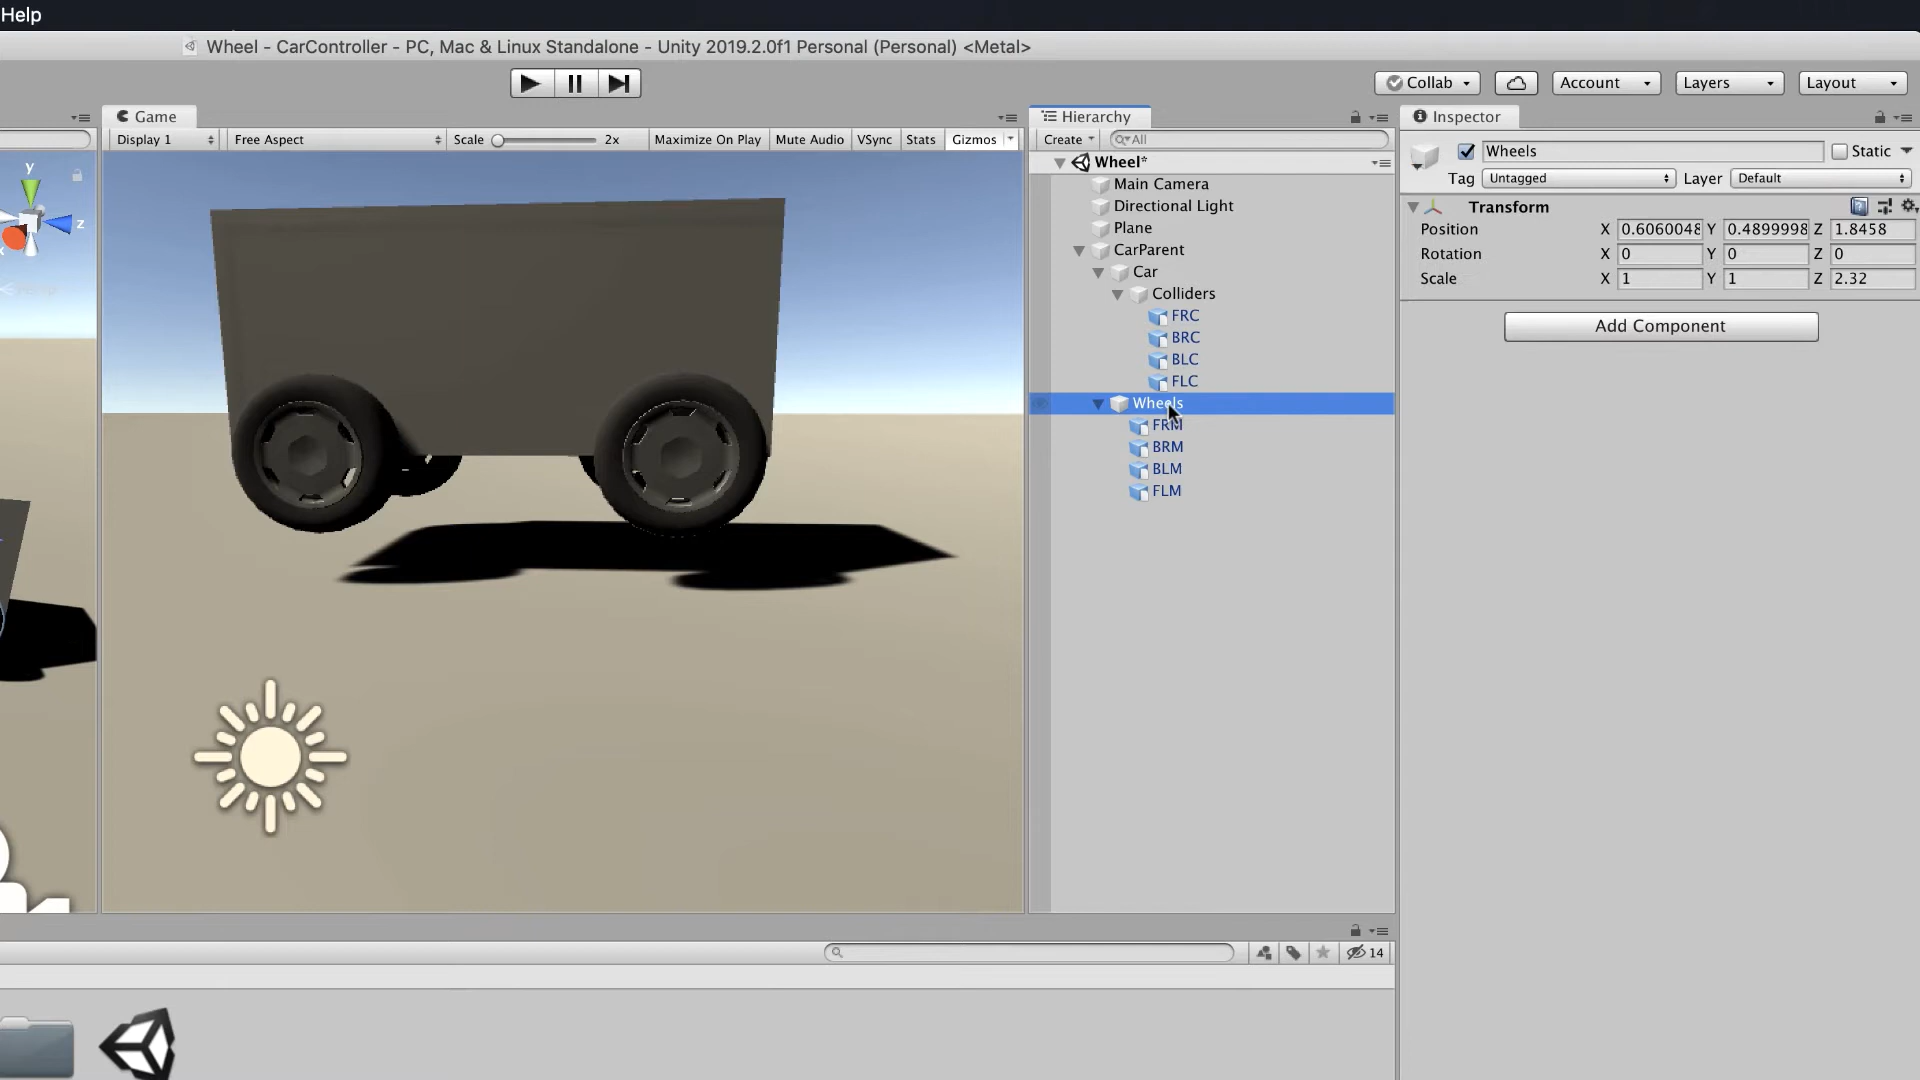 Help
Wheel - CarController - PC, Mac & Linux Standalone - Unity 2019.2.0f1 Personal (Personal) <Metal>
Collab Account Layers Layout
Game Hierarchy Inspector
Display 1 Free Aspect Scale 2x Maximize On Play Mute Audio VSync Stats Gizmos Create All
Wheels Static
Tag Untagged Layer Default
Wheel*
Main Camera
Directional Light
Plane
CarParent
Car
Colliders
FRC
BRC
BLC
FLC
Wheels
FRM
BRM
BLM
FLM
Transform
Position X 0.6060048 Y 0.4899998 Z 1.8458
Rotation X 0 Y 0 Z 0
Scale X 1 Y 1 Z 2.32
Add Component
y
z
14